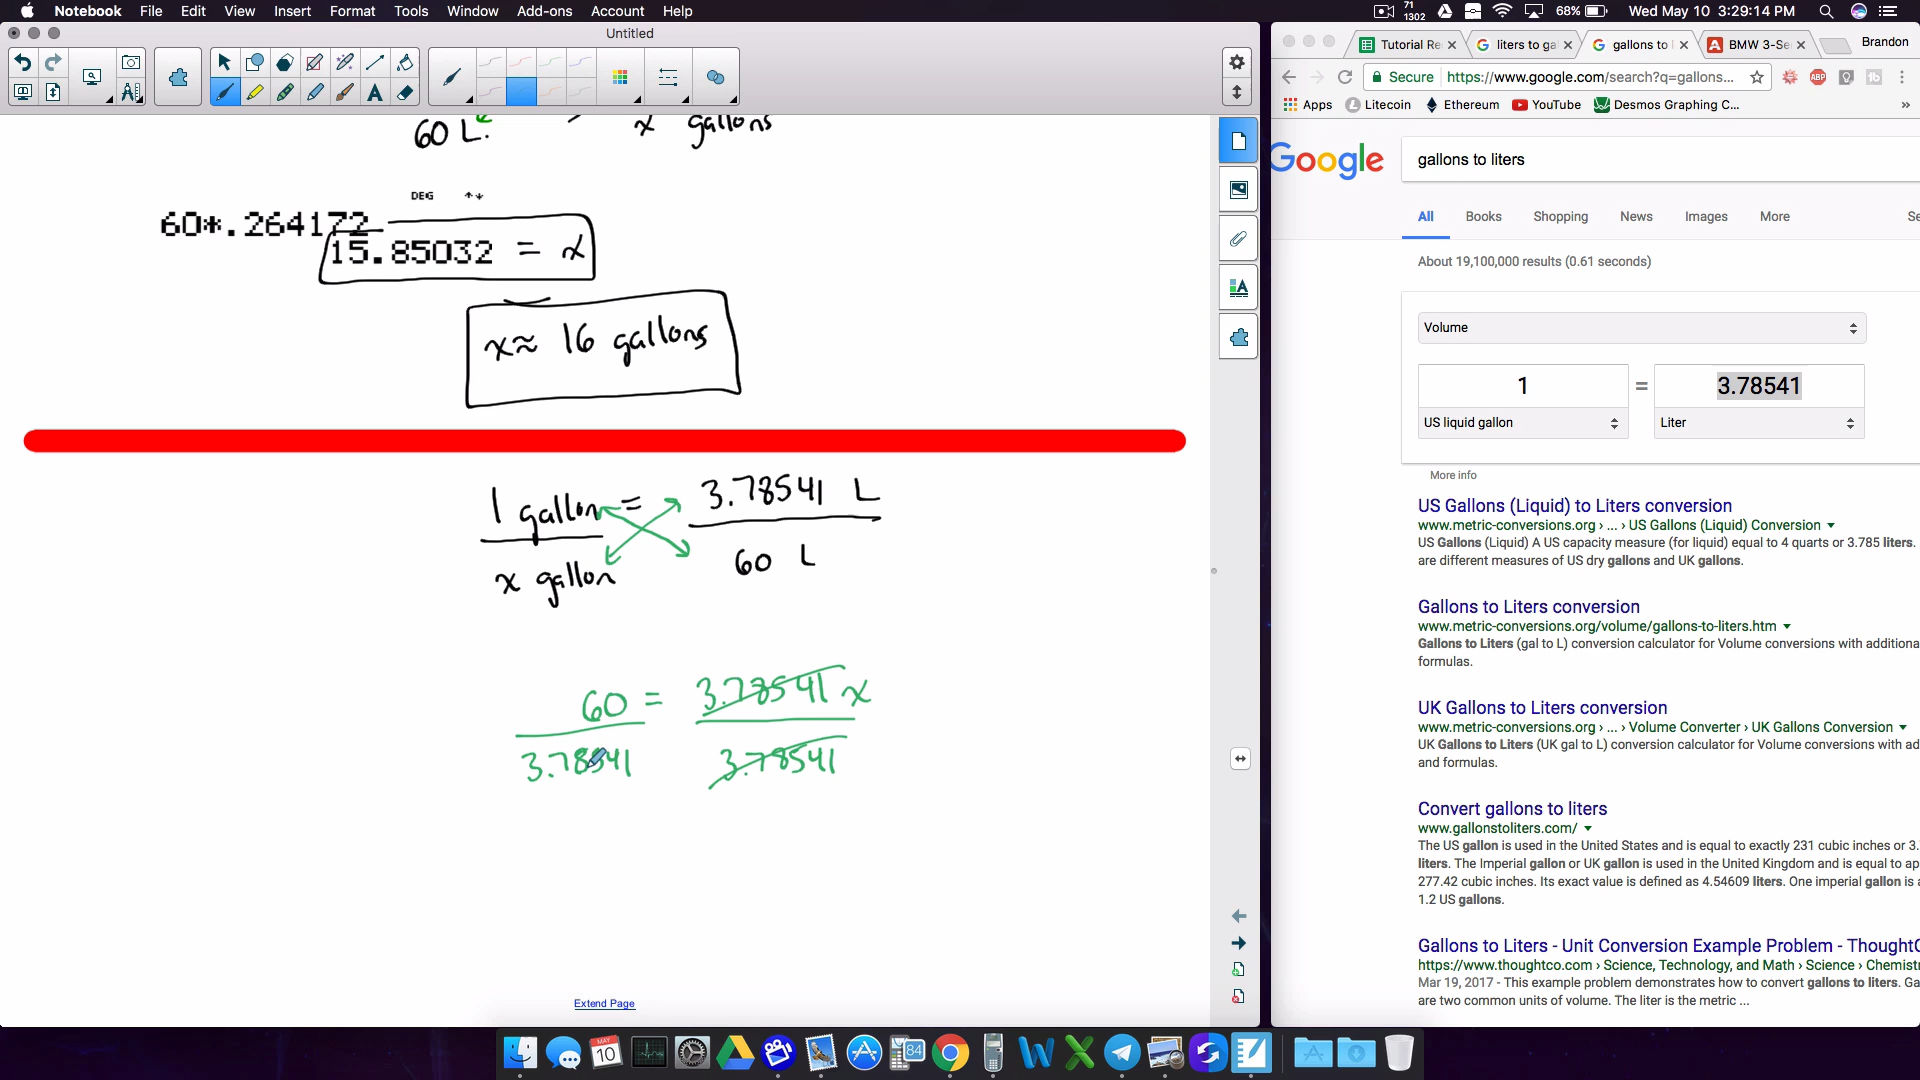 Notebook File Edit View Insert Format Tools Window Add-ons Account Help
71
1302
68%
Wed May 10 3:29:14 PM
Untitled
60 L. = x gallons
DEG
60*.264172
15.85032 = x
x≈ 16 gallons
1 gallon = 3.78541 L
x gallon 60 L
60 = 3.78541 x
3.78541 3.78541
Extend Page
Tutorial Re
liters to ga
gallons to
BMW 3-Se
Brandon
Secure https://www.google.com/search?q=gallons...
ABP
Apps Litecoin Ethereum YouTube Desmos Graphing C... »
Google
gallons to liters
All Books Shopping News Images More Se
About 19,100,000 results (0.61 seconds)
Volume
1 = 3.78541
US liquid gallon Liter
More info
US Gallons (Liquid) to Liters conversion
www.metric-conversions.org › ... › US Gallons (Liquid) Conversion
US Gallons (Liquid) A US capacity measure (for liquid) equal to 4 quarts or 3.785 liters.
are different measures of US dry gallons and UK gallons.
Gallons to Liters conversion
www.metric-conversions.org/volume/gallons-to-liters.htm
Gallons to Liters (gal to L) conversion calculator for Volume conversions with additiona
formulas.
UK Gallons to Liters conversion
www.metric-conversions.org › ... › Volume Converter › UK Gallons Conversion
UK Gallons to Liters (UK gal to L) conversion calculator for Volume conversions with ad
and formulas.
Convert gallons to liters
www.gallonstoliters.com/
The US gallon is used in the United States and is equal to exactly 231 cubic inches or 3.
liters. The Imperial gallon or UK gallon is used in the United Kingdom and is equal to ap
277.42 cubic inches. Its exact value is defined as 4.54609 liters. One imperial gallon is a
1.2 US gallons.
Gallons to Liters - Unit Conversion Example Problem - ThoughtC
https://www.thoughtco.com › Science, Technology, and Math › Science › Chemist
Mar 19, 2017 - This example problem demonstrates how to convert gallons to liters. Ga
are two common units of volume. The liter is the metric ...
MAY
10
84